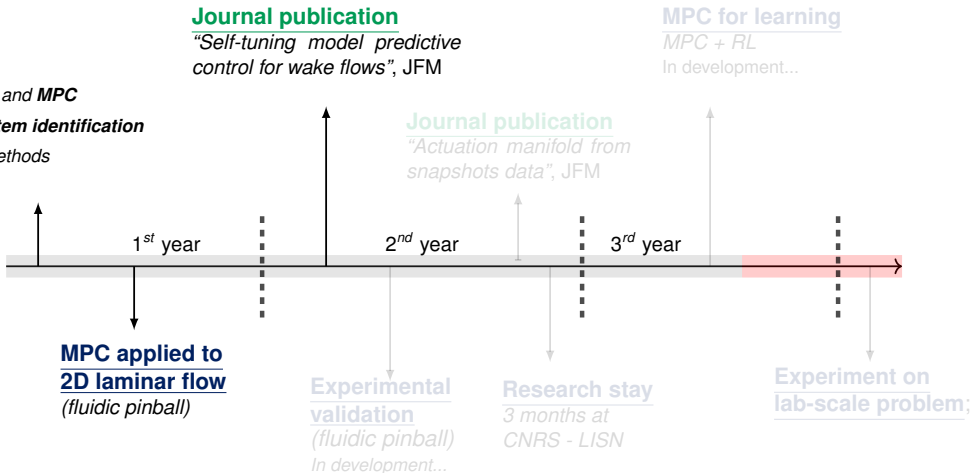 Journal publication
“Self-tuning model predictive
control for wake flows”, JFM
MPC for learning
MPC + RL
In development...
and MPC
tem identification
ethods
Journal publication
“Actuation manifold from
snapshots data”, JFM
1st year
2nd year
3rd year
MPC applied to
2D laminar flow
(fluidic pinball)
Experimental
validation
(fluidic pinball)
In development...
Research stay
3 months at
CNRS - LISN
Experiment on
lab-scale problem;